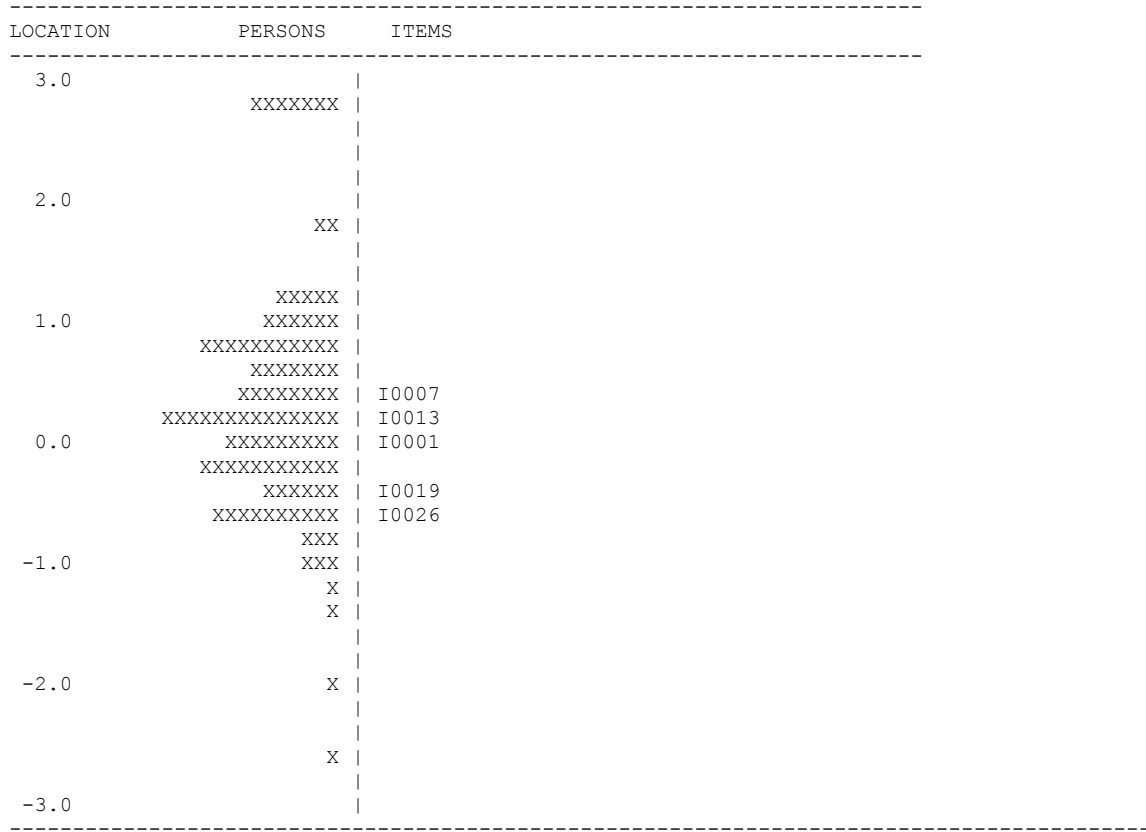 ------------------------------------------------------------------------
LOCATION          PERSONS     ITEMS
------------------------------------------------------------------------
  3.0                       |
                    XXXXXXX |
                            |
                            |
                            |
  2.0                       |
                         XX |
                            |
                            |
                      XXXXX |
  1.0                XXXXXX |
                XXXXXXXXXXX |
                    XXXXXXX |
                   XXXXXXXX | I0007
             XXXXXXXXXXXXXX | I0013
  0.0             XXXXXXXXX | I0001
                XXXXXXXXXXX |
                     XXXXXX | I0019
                 XXXXXXXXXX | I0026
                        XXX |
 -1.0                   XXX |
                          X |
                          X |
                            |
                            |
 -2.0                     X |
                            |
                            |
                          X |
                            |
 -3.0                       |
------------------------------------------------------------------------------------------